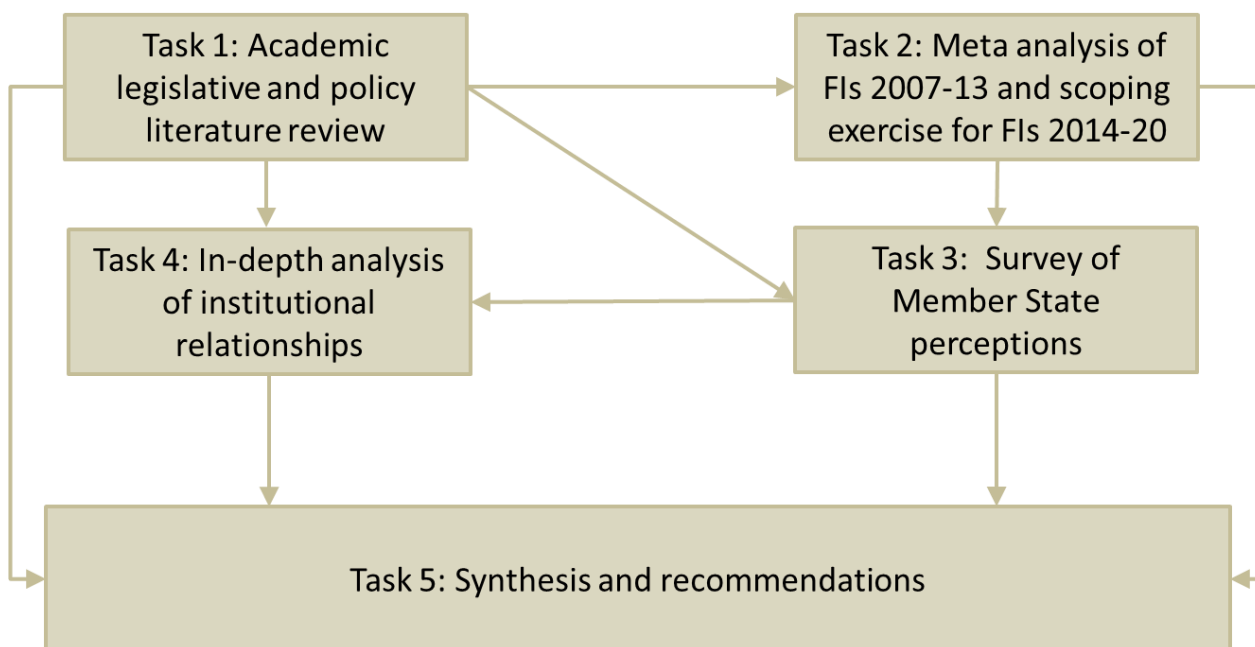 Task 1: Academic
legislative and policy
literature review
Task 2: Meta analysis of
FIs 2007-13 and scoping
exercise for FIs 2014-20
Task 4: In-depth analysis
of institutional
relationships
Task 3:  Survey of
Member State
perceptions
Task 5: Synthesis and recommendations